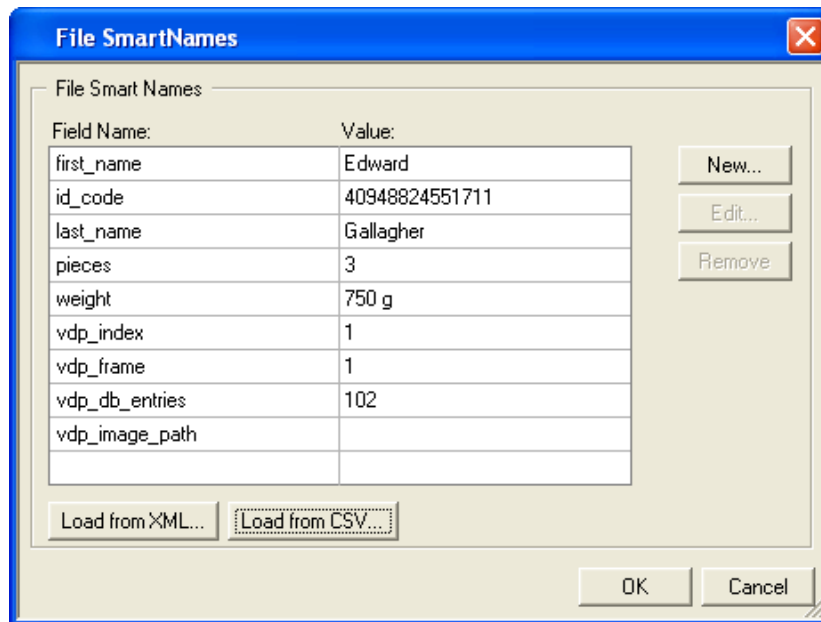 File SmartNames
File Smart Names
Field Name: Value:
first_name Edward
id_code 40948824551711
last_name Gallagher
pieces 3
weight 750 g
vdp_index 1
vdp_frame 1
vdp_db_entries 102
vdp_image_path
New...
Edit...
Remove
Load from XML... Load from CSV...
OK Cancel